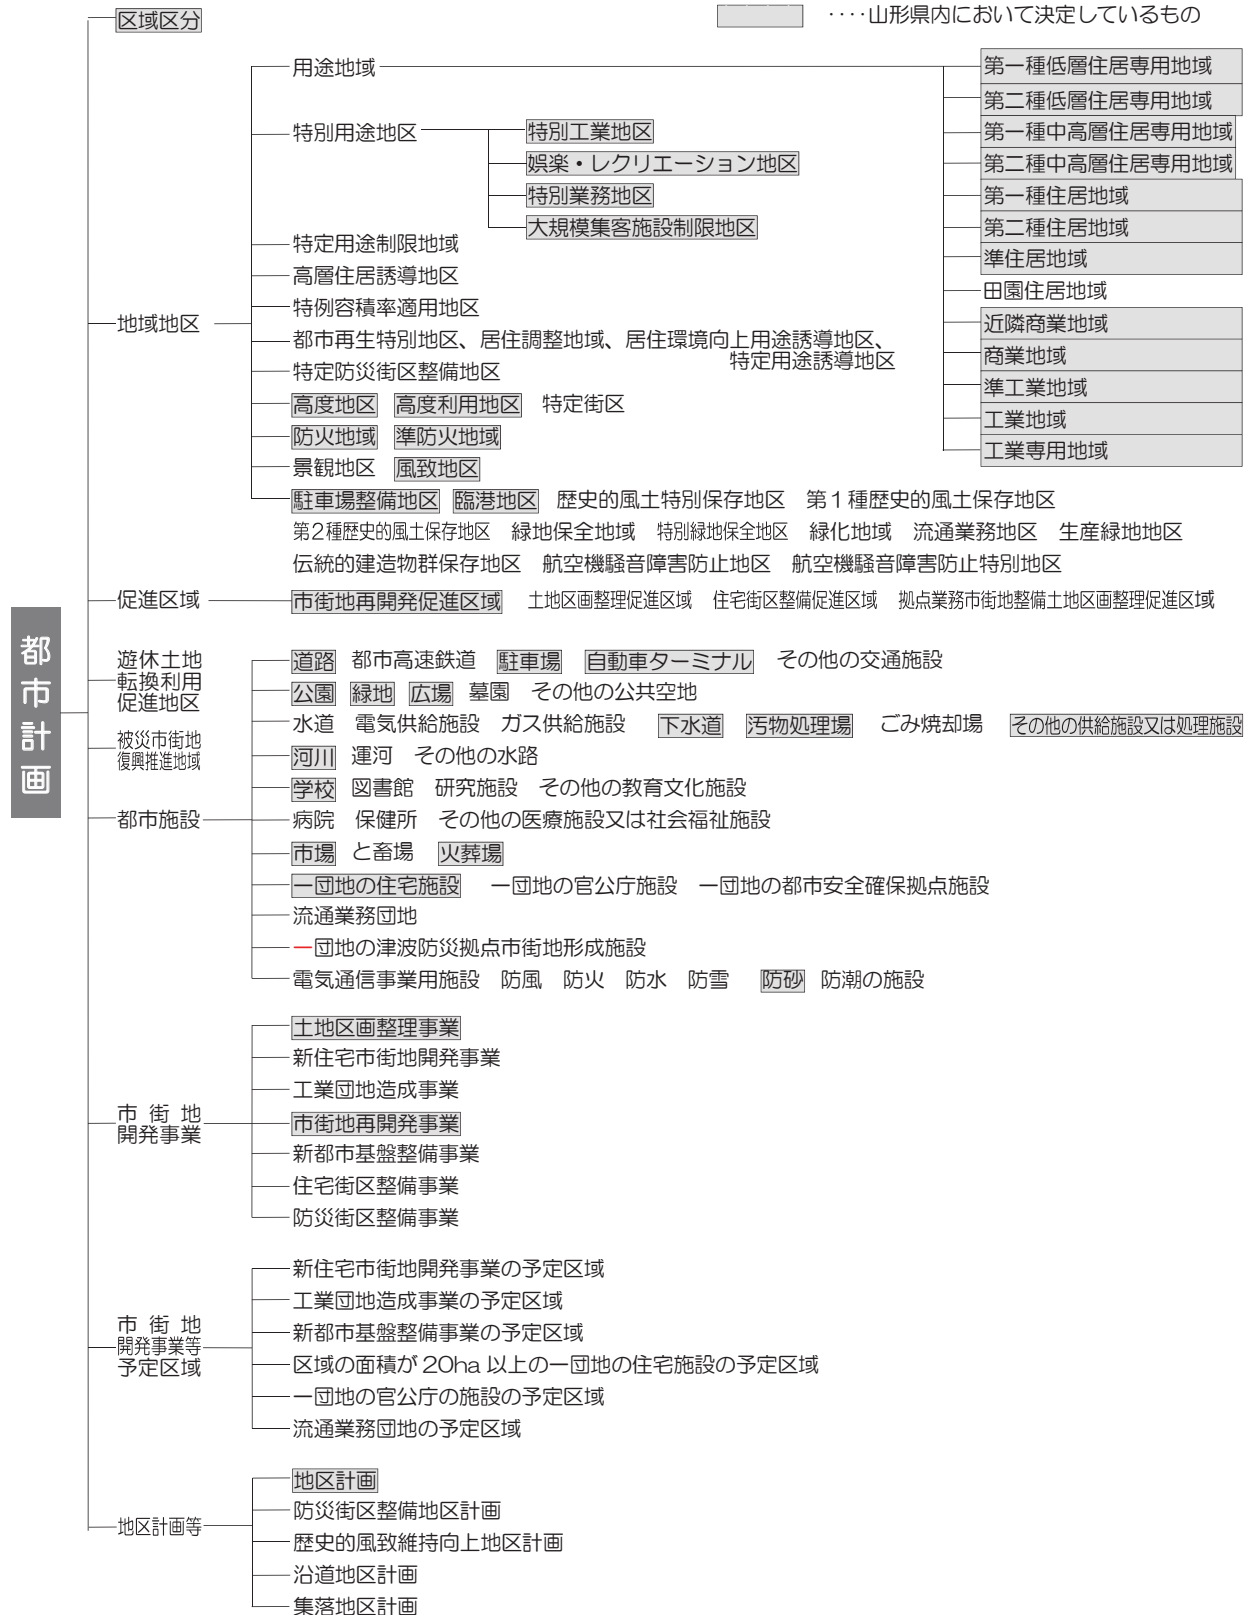 ‥‥山形県内において決定しているもの
都市計画
区域区分
地域地区
用途地域
第一種低層住居専用地域
第二種低層住居専用地域
第一種中高層住居専用地域
第二種中高層住居専用地域
第一種住居地域
第二種住居地域
準住居地域
田園住居地域
近隣商業地域
商業地域
準工業地域
工業地域
工業専用地域
特別用途地区
特別工業地区
娯楽・レクリエーション地区
特別業務地区
大規模集客施設制限地区
特定用途制限地域
高層住居誘導地区
特例容積率適用地区
都市再生特別地区、居住調整地域、居住環境向上用途誘導地区、
特定用途誘導地区
特定防災街区整備地区
高度地区 高度利用地区 特定街区
防火地域 準防火地域
景観地区 風致地区
駐車場整備地区 臨港地区 歴史的風土特別保存地区 第1種歴史的風土保存地区
第2種歴史的風土保存地区 緑地保全地域 特別緑地保全地区 緑化地域 流通業務地区 生産緑地地区
伝統的建造物群保存地区 航空機騒音障害防止地区 航空機騒音障害防止特別地区
促進区域
市街地再開発促進区域 土地区画整理促進区域 住宅街区整備促進区域 拠点業務市街地整備土地区画整理促進区域
遊休土地
転換利用
促進地区
被災市街地
復興推進地域
都市施設
道路 都市高速鉄道 駐車場 自動車ターミナル その他の交通施設
公園 緑地 広場 墓園 その他の公共空地
水道 電気供給施設 ガス供給施設 下水道 汚物処理場 ごみ焼却場 その他の供給施設又は処理施設
河川 運河 その他の水路
学校 図書館 研究施設 その他の教育文化施設
病院 保健所 その他の医療施設又は社会福祉施設
市場 と畜場 火葬場
一団地の住宅施設 一団地の官公庁施設 一団地の都市安全確保拠点施設
流通業務団地
一団地の津波防災拠点市街地形成施設
電気通信事業用施設 防風 防火 防水 防雪 防砂 防潮の施設
市街地
開発事業
土地区画整理事業
新住宅市街地開発事業
工業団地造成事業
市街地再開発事業
新都市基盤整備事業
住宅街区整備事業
防災街区整備事業
市街地
開発事業等
予定区域
新住宅市街地開発事業の予定区域
工業団地造成事業の予定区域
新都市基盤整備事業の予定区域
区域の面積が20ha以上の一団地の住宅施設の予定区域
一団地の官公庁の施設の予定区域
流通業務団地の予定区域
地区計画等
地区計画
防災街区整備地区計画
歴史的風致維持向上地区計画
沿道地区計画
集落地区計画